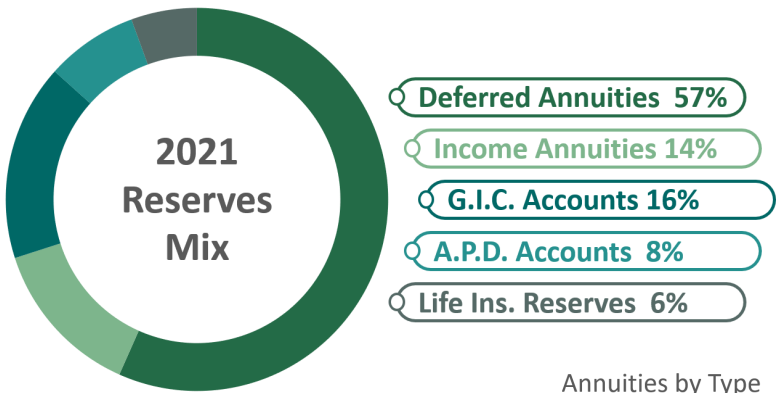 2021
Reserves
Mix
Deferred Annuities 57%
Income Annuities 14%
G.I.C. Accounts 16%
A.P.D. Accounts 8%
Life Ins. Reserves 6%
Annuities by Type